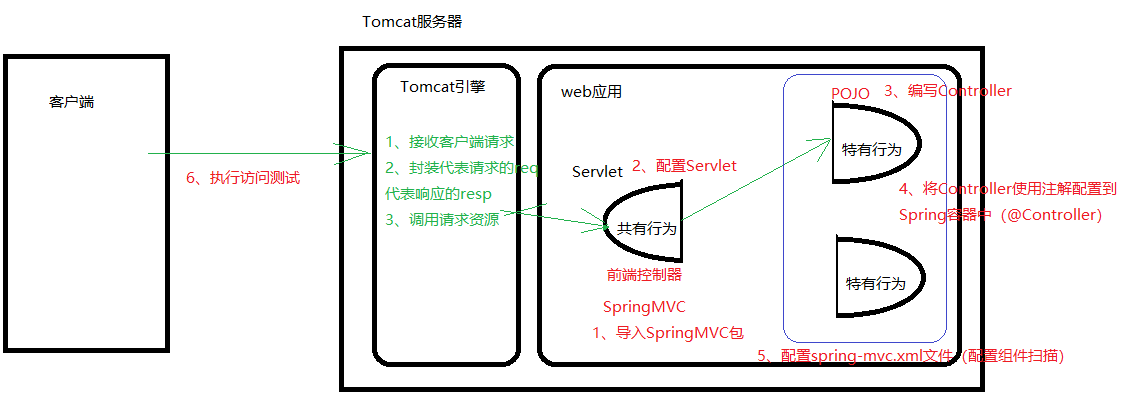 Tomcat服务器
客户端
6、执行访问测试
Tomcat引擎
1、接收客户端请求
2、封装代表请求的req
代表响应的resp
3、调用请求资源
web应用
Servlet
2、配置Servlet
共有行为
前端控制器
SpringMVC
1、导入SpringMVC包
POJO
3、编写Controller
特有行为
4、将Controller使用注解配置到
Spring容器中（@Controller）
特有行为
5、配置spring-mvc.xml文件（配置组件扫描）